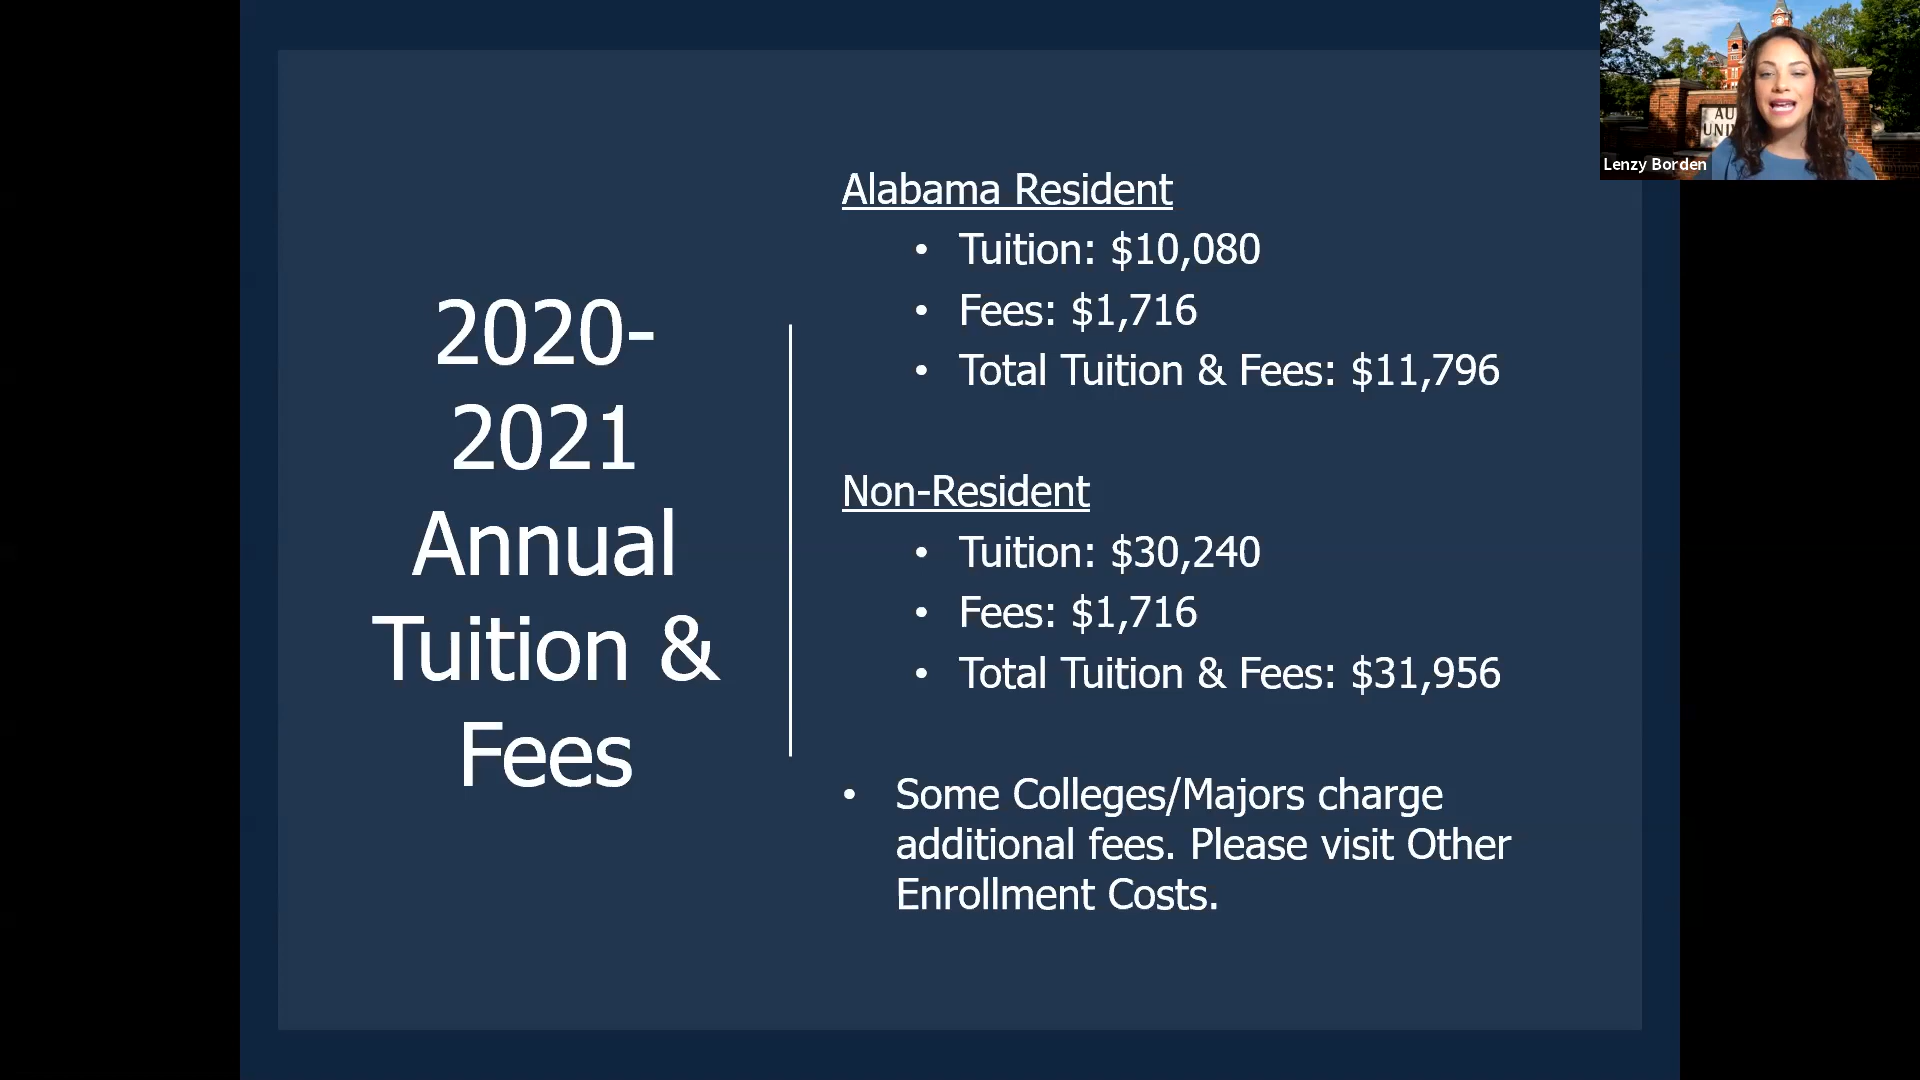 2020-
2021
Annual
Tuition &
Fees
Alabama Resident
• Tuition: $10,080
• Fees: $1,716
• Total Tuition & Fees: $11,796
Non-Resident
• Tuition: $30,240
• Fees: $1,716
• Total Tuition & Fees: $31,956
• Some Colleges/Majors charge
additional fees. Please visit Other
Enrollment Costs.
AU
UNI
Lenzy Borden